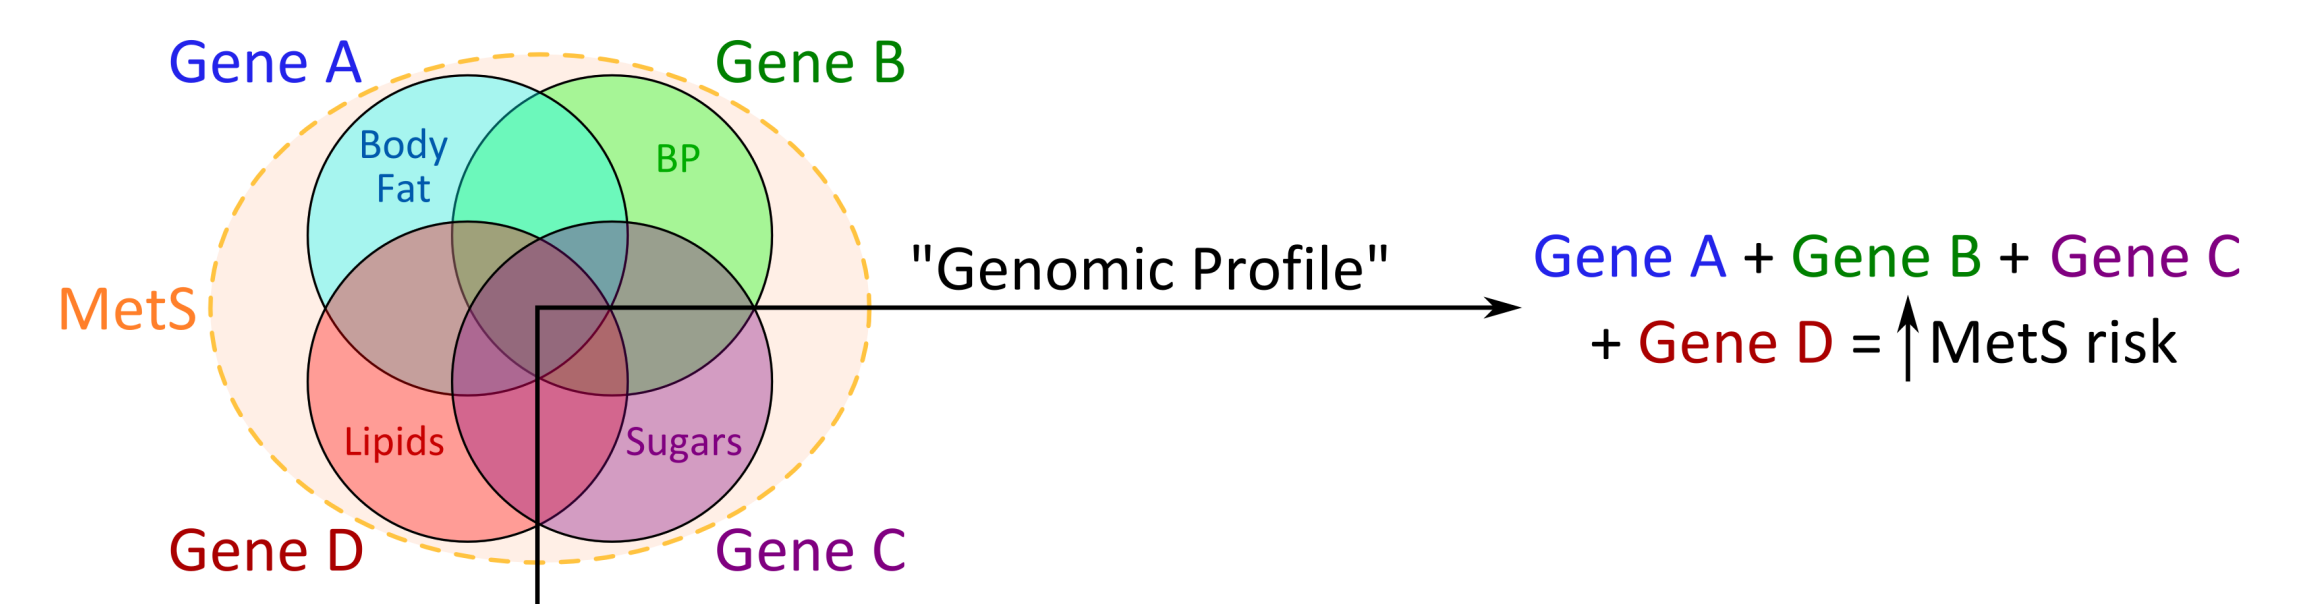 Gene A
Gene B
Body
Fat
BP
MetS
"Genomic Profile"
Gene A + Gene B + Gene C
+ Gene D = ↑ MetS risk
Lipids
Sugars
Gene D
Gene C